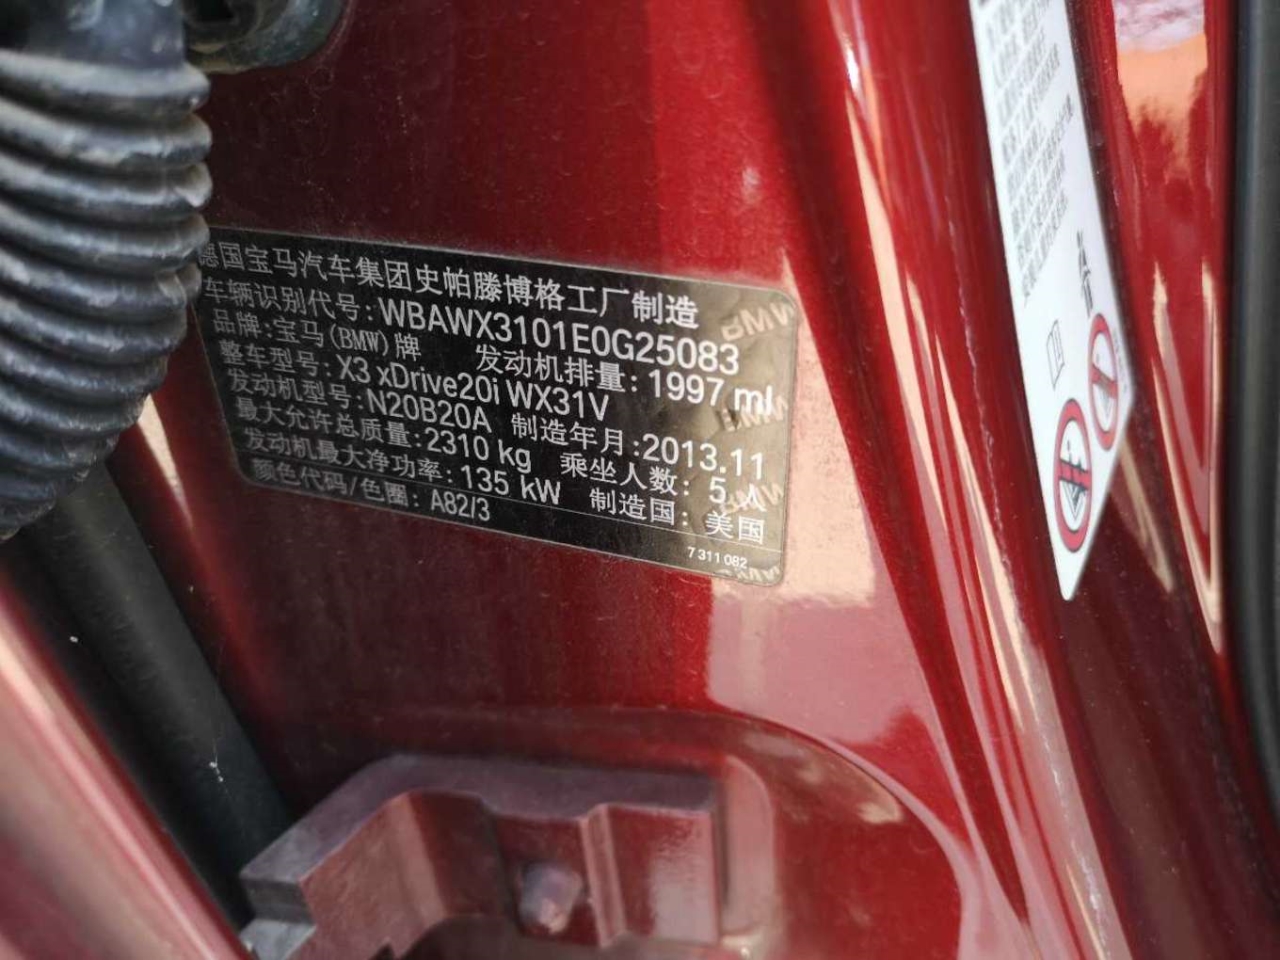 德国宝马汽车集团史帕滕博格工厂制造
车辆识别代号:WBAWX3101E0G25083
品牌:宝马(BMW)牌 发动机排量:1997 ml
整车型号:X3 xDrive20i WX31V
发动机型号:N20B20A 制造年月:2013.11
最大允许总质量:2310 kg 乘坐人数:5人
发动机最大净功率:135 kW 制造国:美国
颜色代码/色圈:A82/3
7 311 082